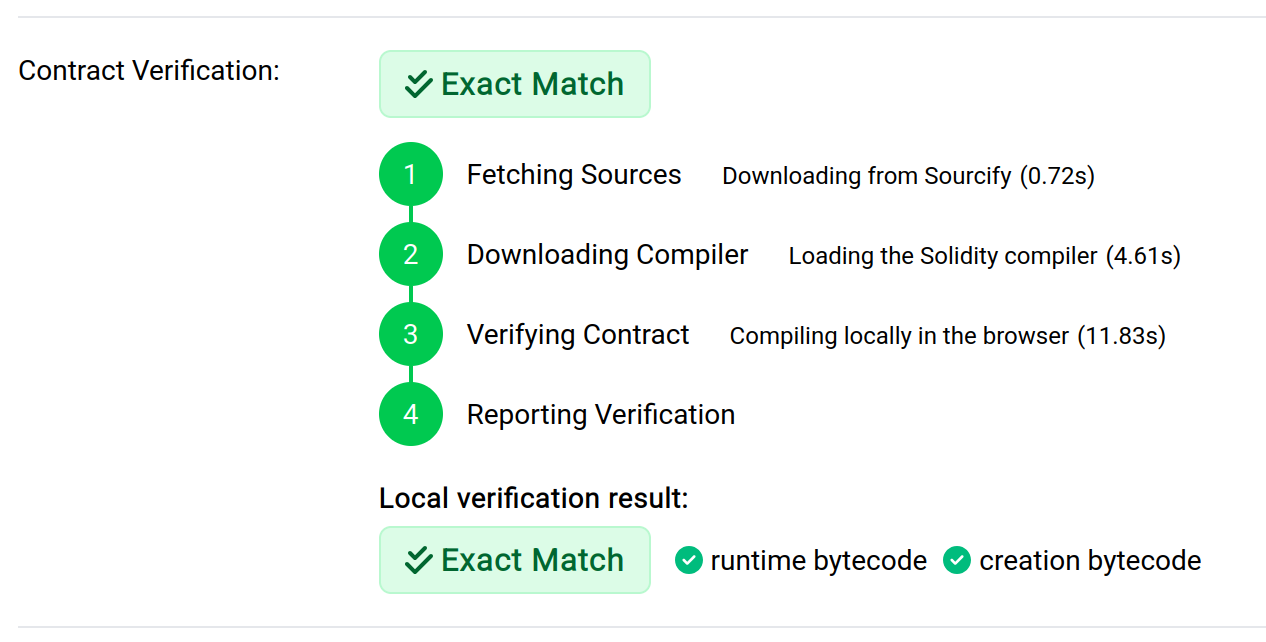 Contract Verification:
Exact Match
1 Fetching Sources Downloading from Sourcify (0.72s)
2 Downloading Compiler Loading the Solidity compiler (4.61s)
3 Verifying Contract Compiling locally in the browser (11.83s)
4 Reporting Verification
Local verification result:
Exact Match runtime bytecode creation bytecode